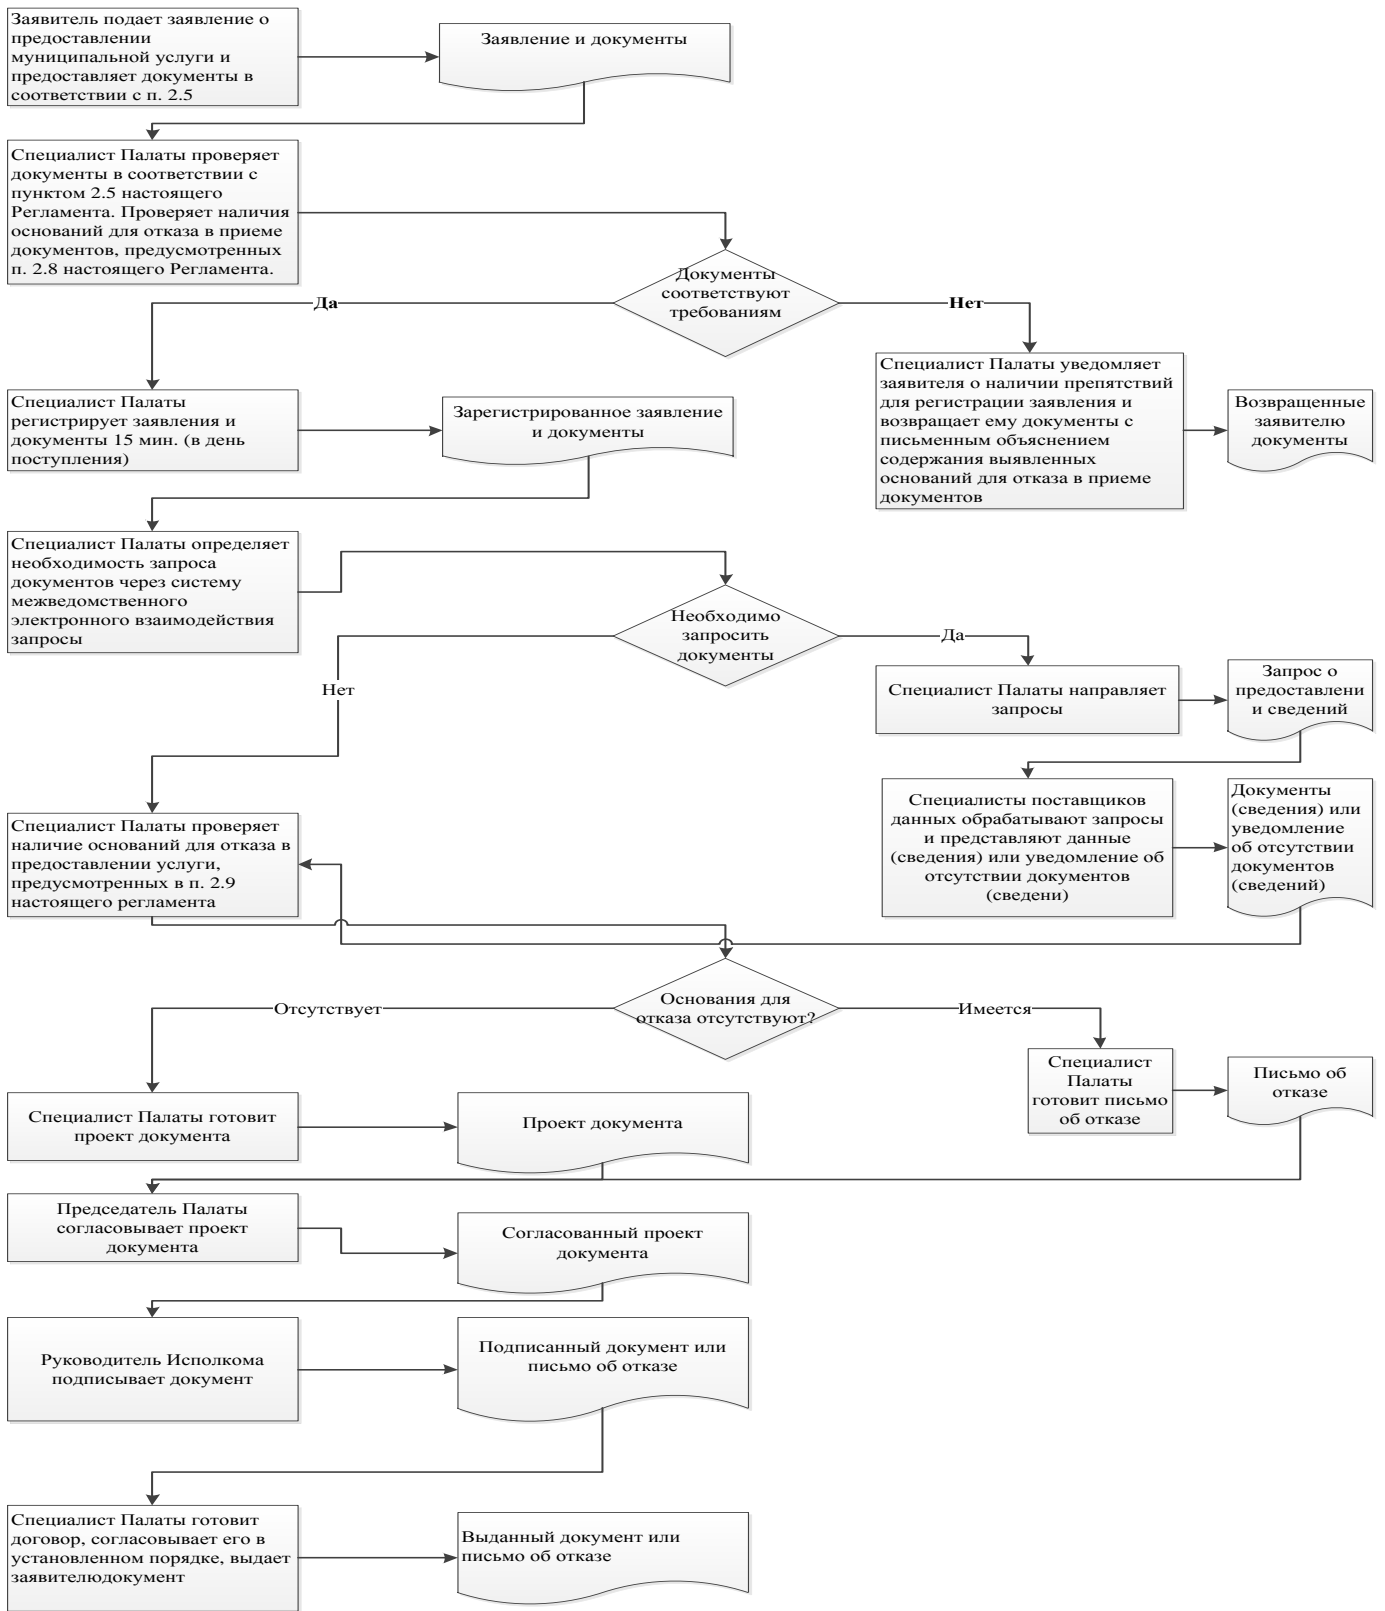 Заявитель подает заявление о
предоставлении
муниципальной услуги и
предоставляет документы в
соответствии с п. 2.5
Заявление и документы
Специалист Палаты проверяет
документы в соответствии с
пунктом 2.5 настоящего
Регламента. Проверяет наличия
оснований для отказа в приеме
документов, предусмотренных
п. 2.8 настоящего Регламента.
Документы
соответствуют
требованиям
Да
Нет
Специалист Палаты
регистрирует заявления и
документы 15 мин. (в день
поступления)
Зарегистрированное заявление
и документы
Специалист Палаты уведомляет
заявителя о наличии препятствий
для регистрации заявления и
возвращает ему документы с
письменным объяснением
содержания выявленных
оснований для отказа в приеме
документов
Возвращенные
заявителю
документы
Специалист Палаты определяет
необходимость запроса
документов через систему
межведомственного
электронного взаимодействия
запросы
Необходимо
запросить
документы
Да
Нет
Специалист Палаты направляет
запросы
Запрос о
предоставлени
и сведений
Специалисты поставщиков
данных обрабатывают запросы
и представляют данные
(сведения) или уведомление об
отсутствии документов
(сведени)
Документы
(сведения) или
уведомление
об отсутствии
документов
(сведений)
Специалист Палаты проверяет
наличие оснований для отказа в
предоставлении услуги,
предусмотренных в п. 2.9
настоящего регламента
Основания для
отказа отсутствуют?
Отсутствует
Имеется
Специалист
Палаты
готовит письмо
об отказе
Письмо об
отказе
Специалист Палаты готовит
проект документа
Проект документа
Председатель Палаты
согласовывает проект
документа
Согласованный проект
документа
Руководитель Исполкома
подписывает документ
Подписанный документ или
письмо об отказе
Специалист Палаты готовит
договор, согласовывает его в
установленном порядке, выдает
заявителюдокумент
Выданный документ или
письмо об отказе